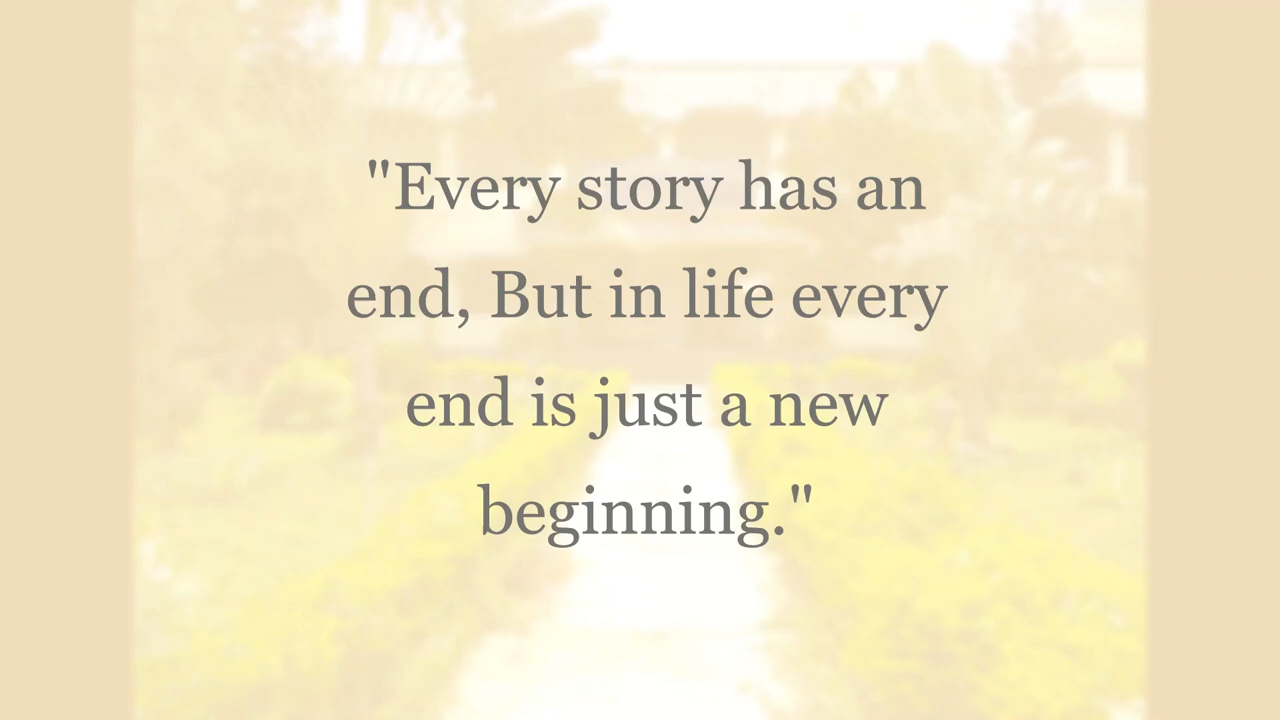 "Every story has an
end, But in life every
end is just a new
beginning."